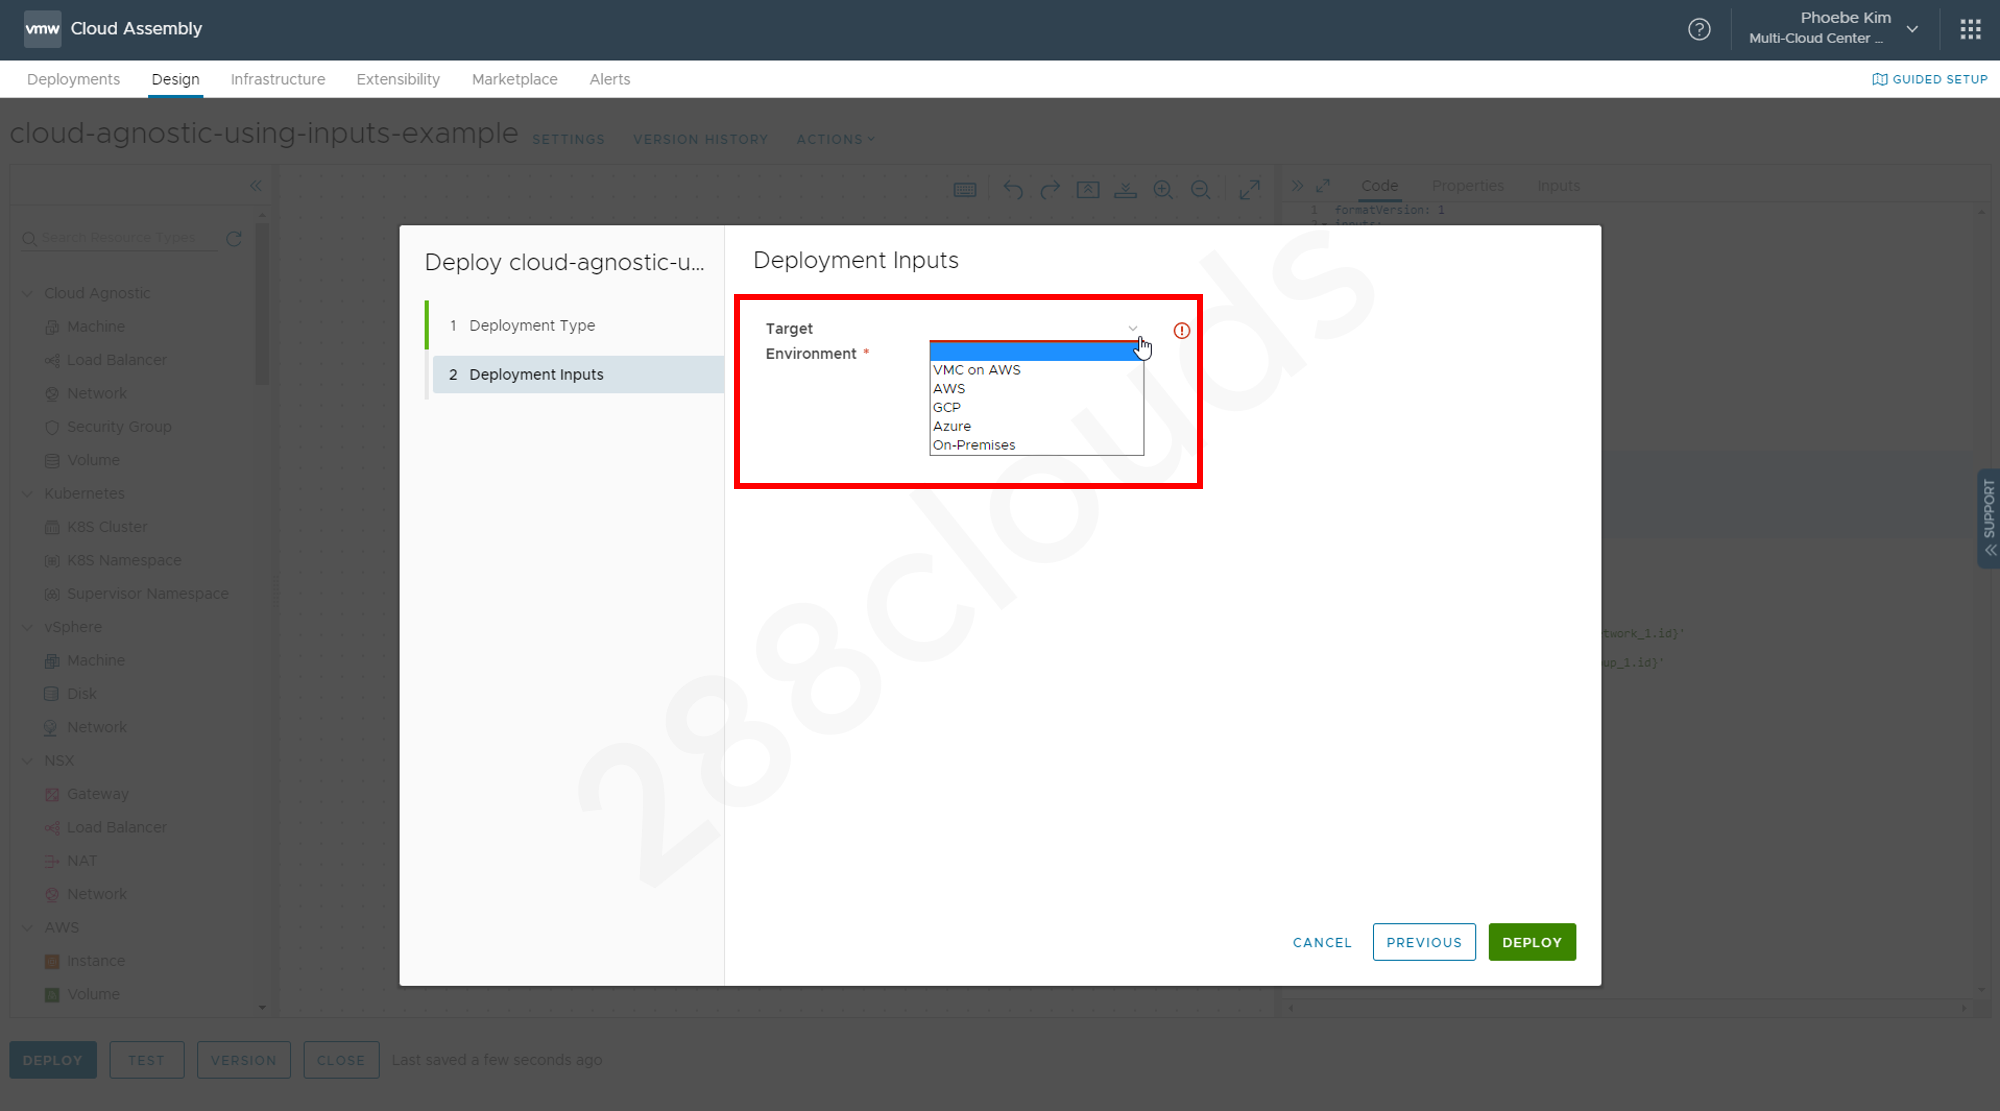 vmw Cloud Assembly
Phoebe Kim
Multi-Cloud Center ...
Deployments Design Infrastructure Extensibility Marketplace Alerts
GUIDED SETUP
cloud-agnostic-using-inputs-example SETTINGS VERSION HISTORY ACTIONS
Code Properties Inputs
1 formatVersion: 1
inputs:
Search Resource Types
Cloud Agnostic
Machine
Load Balancer
Network
Security Group
Volume
Kubernetes
K8S Cluster
K8S Namespace
Supervisor Namespace
vSphere
Machine
Disk
Network
NSX
Gateway
Load Balancer
NAT
Network
AWS
Instance
Volume
Deploy cloud-agnostic-u...
1 Deployment Type
2 Deployment Inputs
Deployment Inputs
Target
Environment *
VMC on AWS
AWS
GCP
Azure
On-Premises
288clouds
twork_1.id}'
up_1.id}'
SUPPORT
CANCEL PREVIOUS DEPLOY
DEPLOY TEST VERSION CLOSE Last saved a few seconds ago